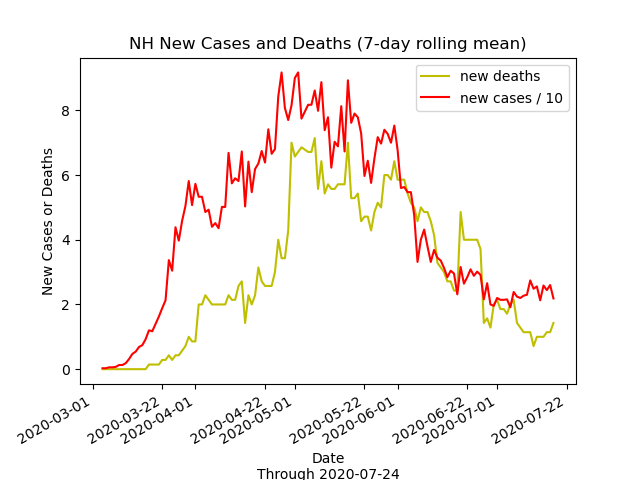 NH New Cases and Deaths (7-day rolling mean)
new deaths
new cases / 10
New Cases or Deaths
8
6
4
2
0
2020-03-01
2020-03-22
2020-04-01
2020-04-22
2020-05-01
2020-05-22
2020-06-01
2020-06-22
2020-07-01
2020-07-22
Date
Through 2020-07-24